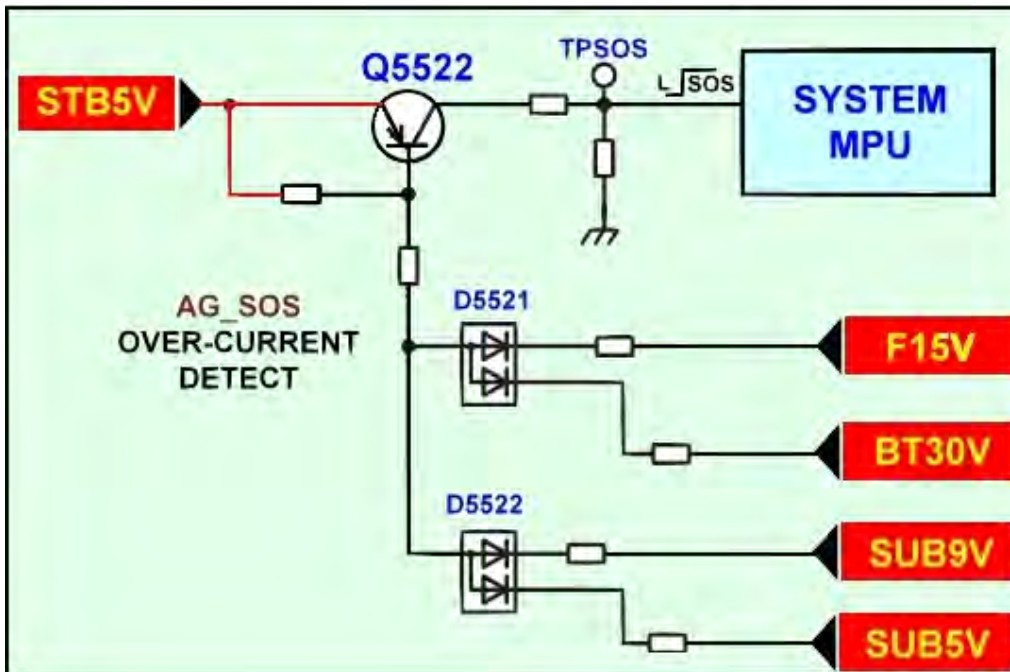 TPSOS
Q5522
STB5V
L SOS
SYSTEM
MPU
AG_SOS
OVER-CURRENT
DETECT
D5521
F15V
BT30V
D5522
SUB9V
SUB5V